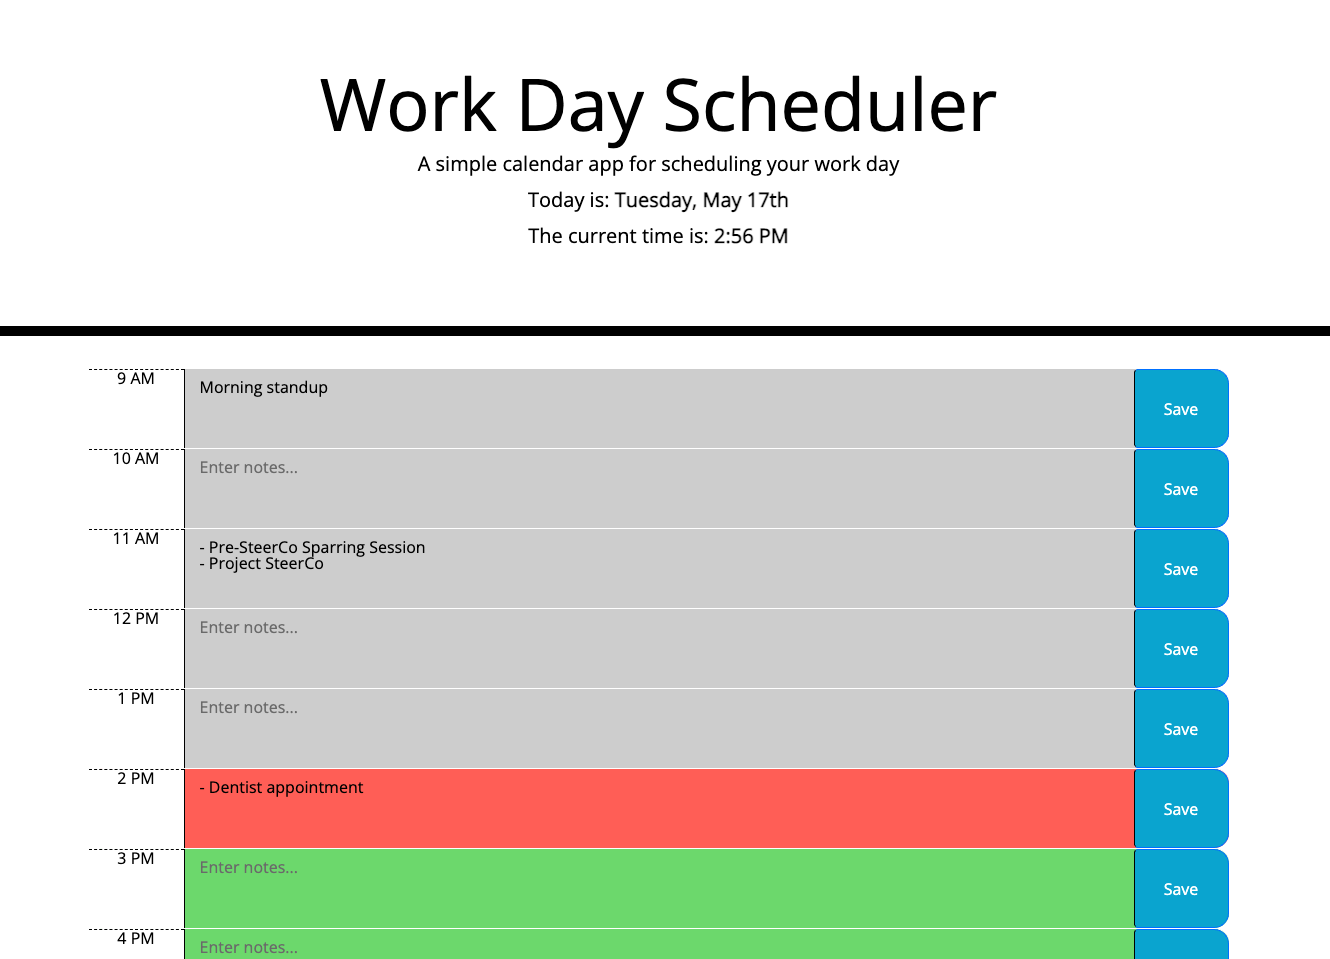 Work Day Scheduler
A simple calendar app for scheduling your work day
Today is: Tuesday, May 17th
The current time is: 2:56 PM
9 AM
Morning standup
Save
10 AM
Enter notes...
Save
11 AM
- Pre-SteerCo Sparring Session
- Project SteerCo
Save
12 PM
Enter notes...
Save
1 PM
Enter notes...
Save
2 PM
- Dentist appointment
Save
3 PM
Enter notes...
Save
4 PM
Enter notes...